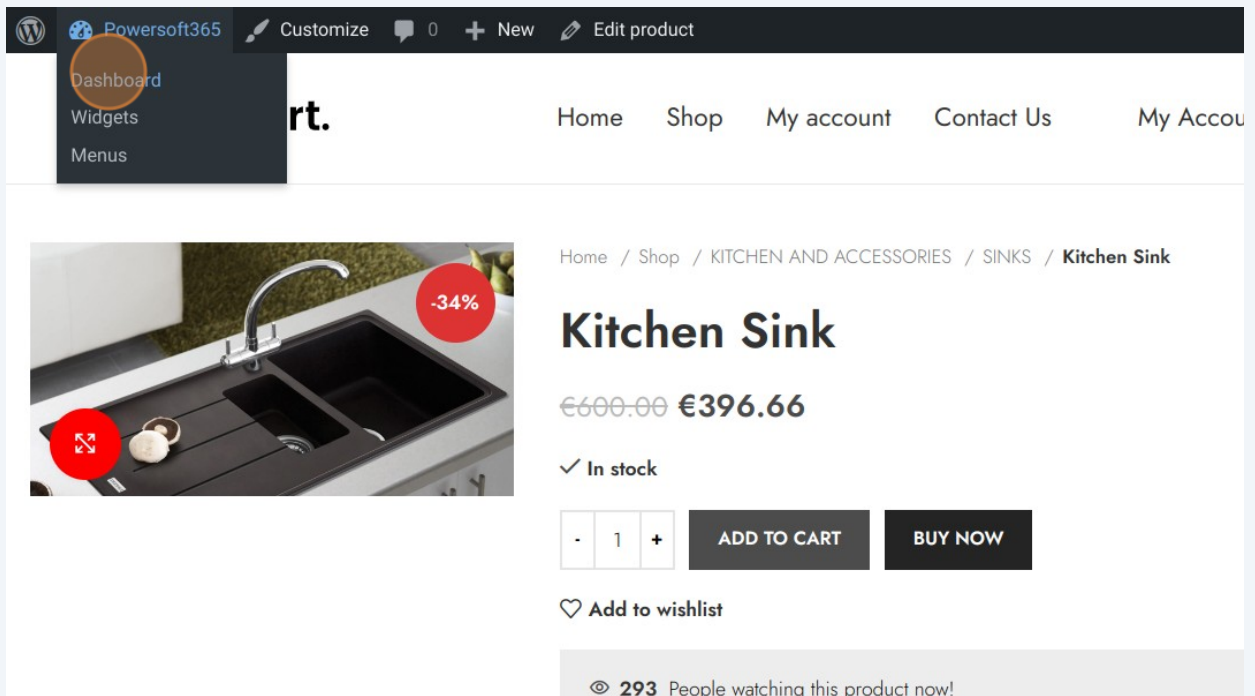 Powersoft365 Customize 0 New Edit product
Dashboard
Widgets
Menus
rt.
Home Shop My account Contact Us My Accou
-34%
Home / Shop / KITCHEN AND ACCESSORIES / SINKS / Kitchen Sink
Kitchen Sink
€600.00 €396.66
In stock
- 1 + ADD TO CART BUY NOW
Add to wishlist
293 People watching this product now!